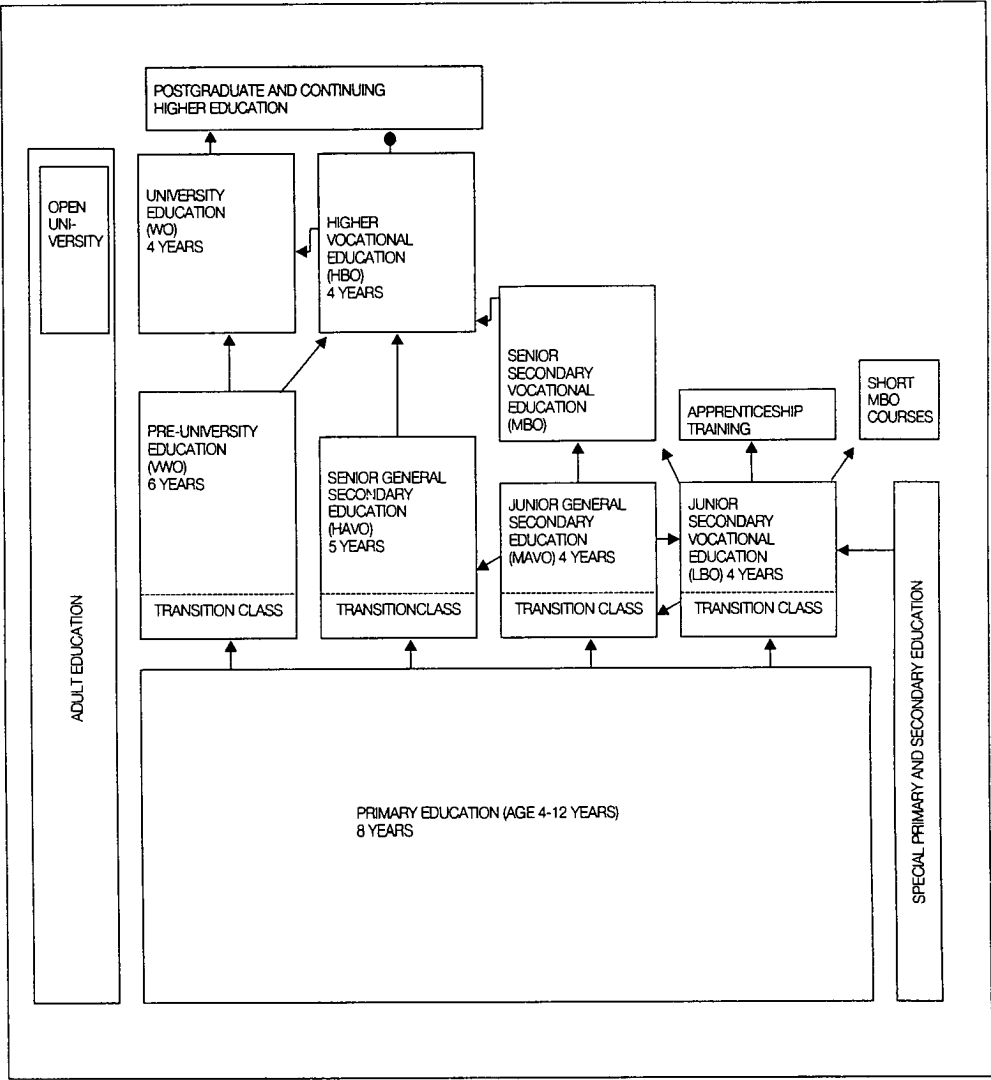 POSTGRADUATE AND CONTINUING
HIGHER EDUCATION
OPEN
UNI-
VERSITY
UNIVERSITY
EDUCATION
(WO)
4 YEARS
HIGHER
VOCATIONAL
EDUCATION
(HBO)
4 YEARS
SENIOR
SECONDARY
VOCATIONAL
EDUCATION
(MBO)
APPRENTICESHIP
TRAINING
SHORT
MBO
COURSES
PRE-UNIVERSITY
EDUCATION
(VWO)
6 YEARS
SENIOR GENERAL
SECONDARY
EDUCATION
(HAVO)
5 YEARS
JUNIOR GENERAL
SECONDARY
EDUCATION
(MAVO) 4 YEARS
JUNIOR
SECONDARY
VOCATIONAL
EDUCATION
(LBO) 4 YEARS
TRANSITION CLASS
TRANSITIONCLASS
TRANSITION CLASS
TRANSITION CLASS
ADULT EDUCATION
PRIMARY EDUCATION (AGE 4-12 YEARS)
8 YEARS
SPECIAL PRIMARY AND SECONDARY EDUCATION